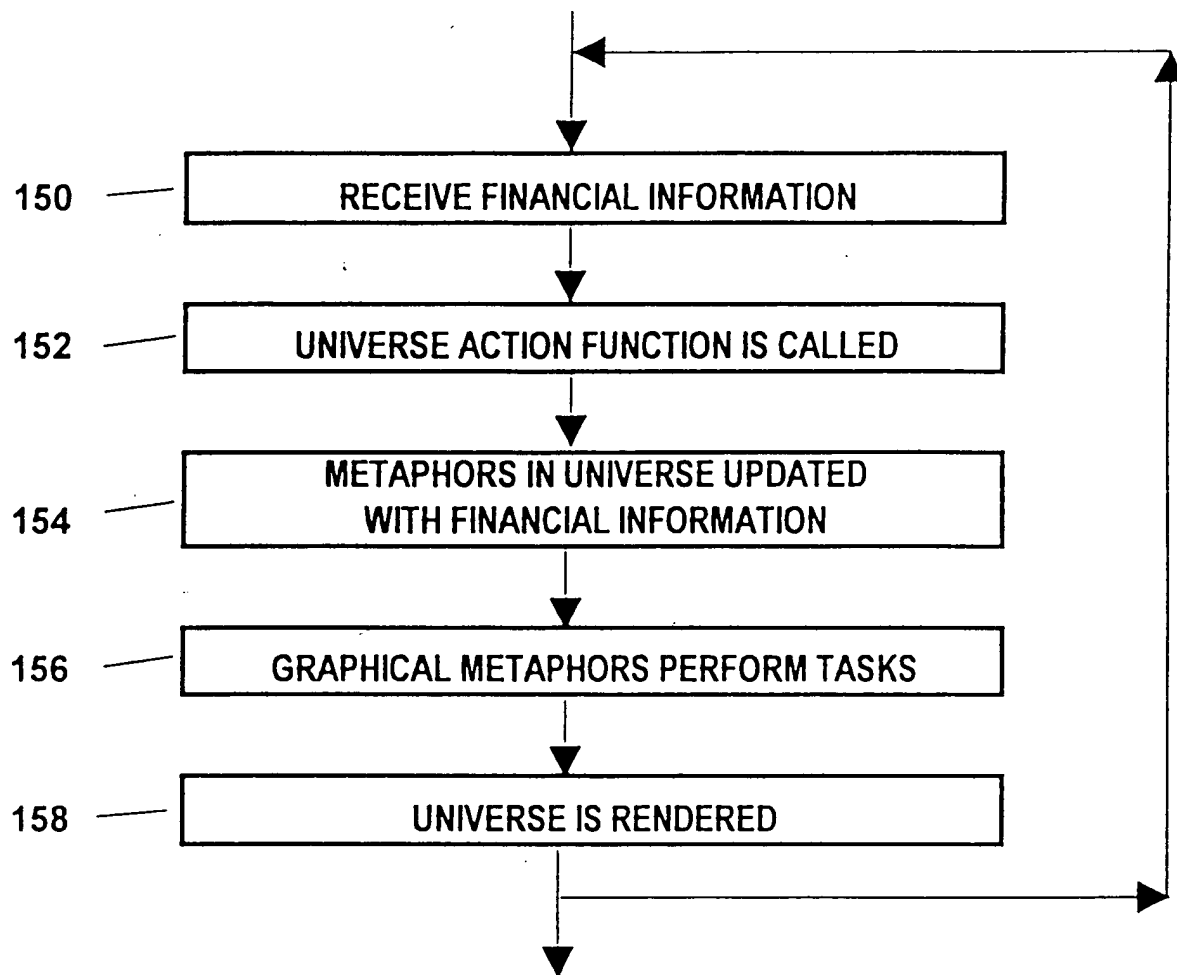 150
RECEIVE FINANCIAL INFORMATION
152
UNIVERSE ACTION FUNCTION IS CALLED
154
METAPHORS IN UNIVERSE UPDATED
WITH FINANCIAL INFORMATION
156
GRAPHICAL METAPHORS PERFORM TASKS
158
UNIVERSE IS RENDERED